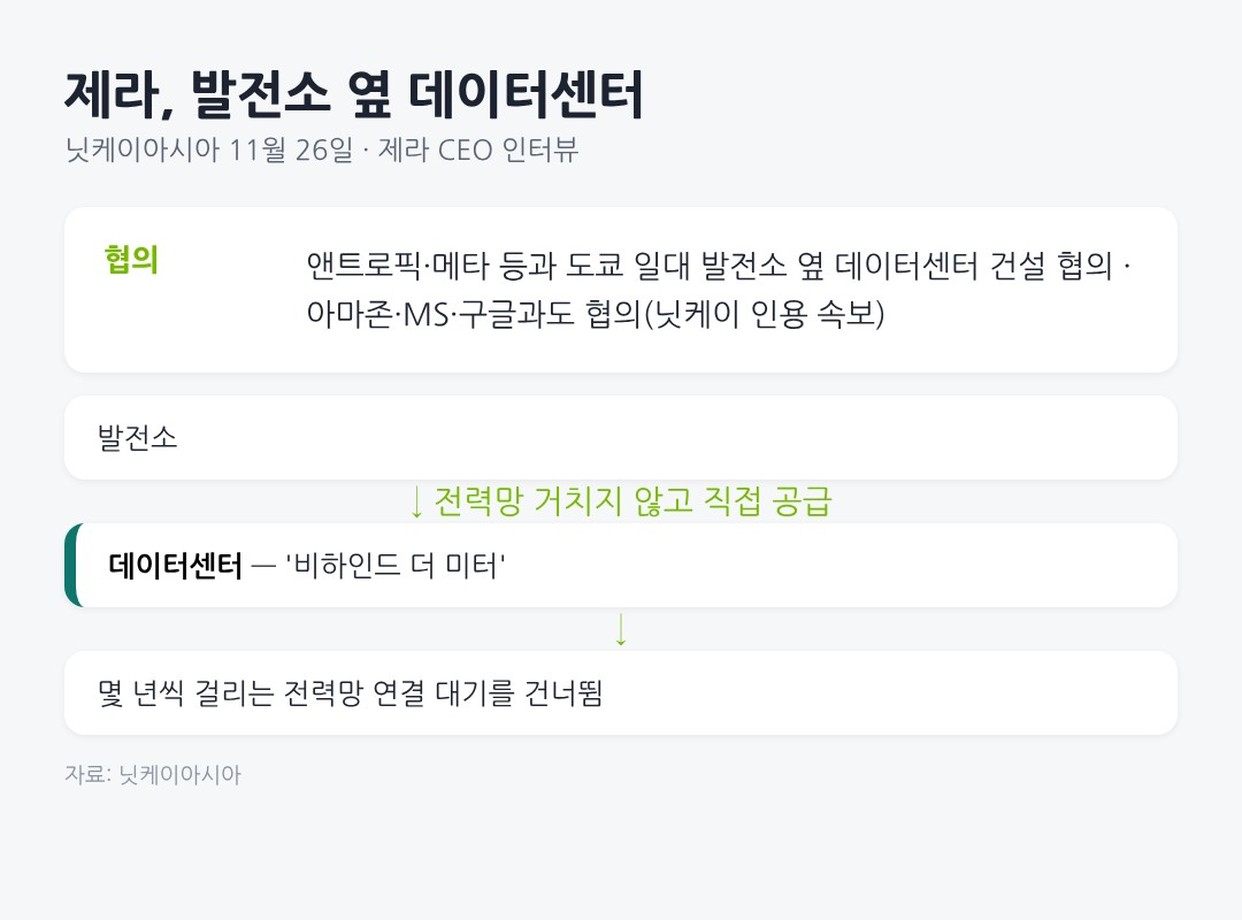 제라, 발전소 옆 데이터센터
닛케이아시아 11월 26일 · 제라 CEO 인터뷰
협의
앤트로픽·메타 등과 도쿄 일대 발전소 옆 데이터센터 건설 협의 ·
아마존·MS·구글과도 협의(닛케이 인용 속보)
발전소
↓ 전력망 거치지 않고 직접 공급
데이터센터 — '비하인드 더 미터'
↓
몇 년씩 걸리는 전력망 연결 대기를 건너뜀
자료: 닛케이아시아